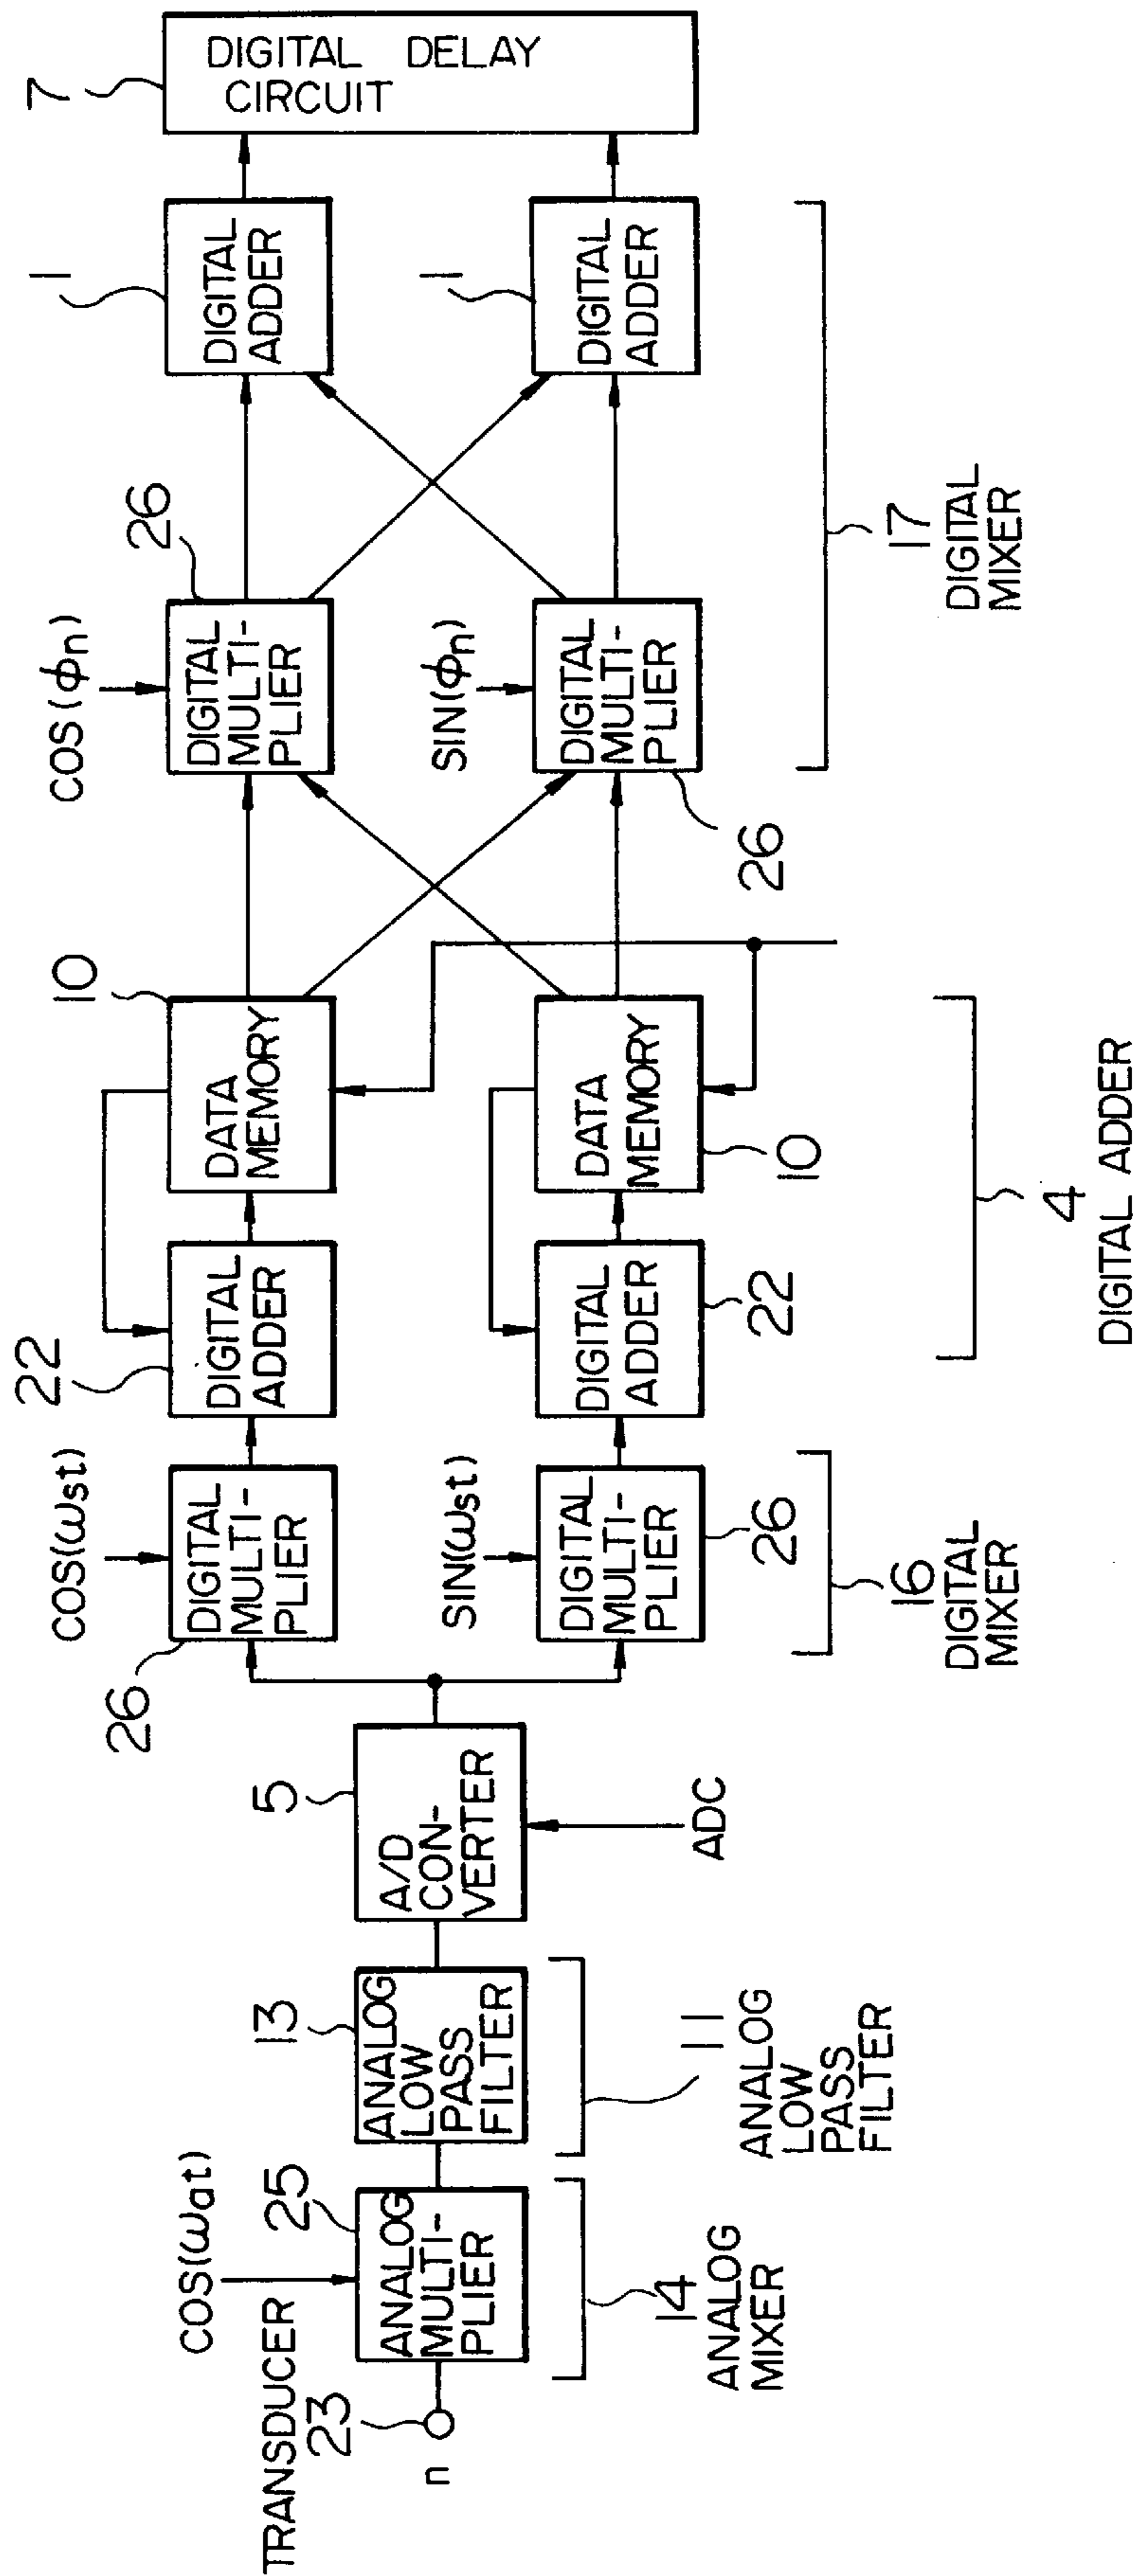 TRANSDUCER
23
n
COS(ωat)
25
ANALOG
MULTI-
PLIER
14
ANALOG
MIXER
13
ANALOG
LOW
PASS
FILTER
11
ANALOG
LOW
PASS
FILTER
5
A/D
CON-
VERTER
ADC
COS(ωst)
26
DIGITAL
MULTI-
PLIER
SIN(ωst)
DIGITAL
MULTI-
PLIER
26
16
DIGITAL
MIXER
22
DIGITAL
ADDER
DIGITAL
ADDER
22
10
DATA
MEMORY
DATA
MEMORY
10
4
DIGITAL ADDER
COS(ϕn)
26
DIGITAL
MULTI-
PLIER
SIN(ϕn)
DIGITAL
MULTI-
PLIER
26
17
DIGITAL
MIXER
1
DIGITAL
ADDER
1
DIGITAL
ADDER
7
DIGITAL DELAY
CIRCUIT